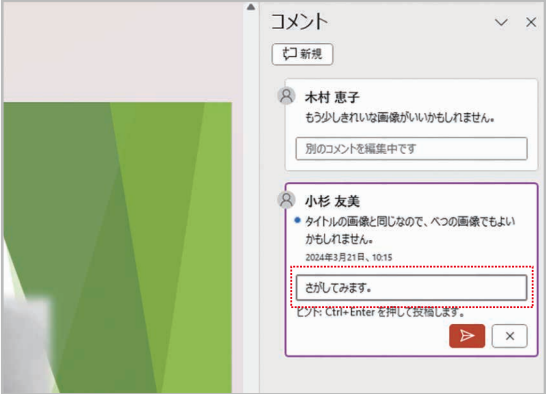 コメント
新規
木村 恵子
もう少しきれいな画像がいいかもしれません。
別のコメントを編集中です
小杉 友美
タイトルの画像と同じなので、べつの画像でもよい
かもしれません。
2024年3月21日、10:15
さがしてみます。
ヒント: Ctrl+Enter を押して投稿します。